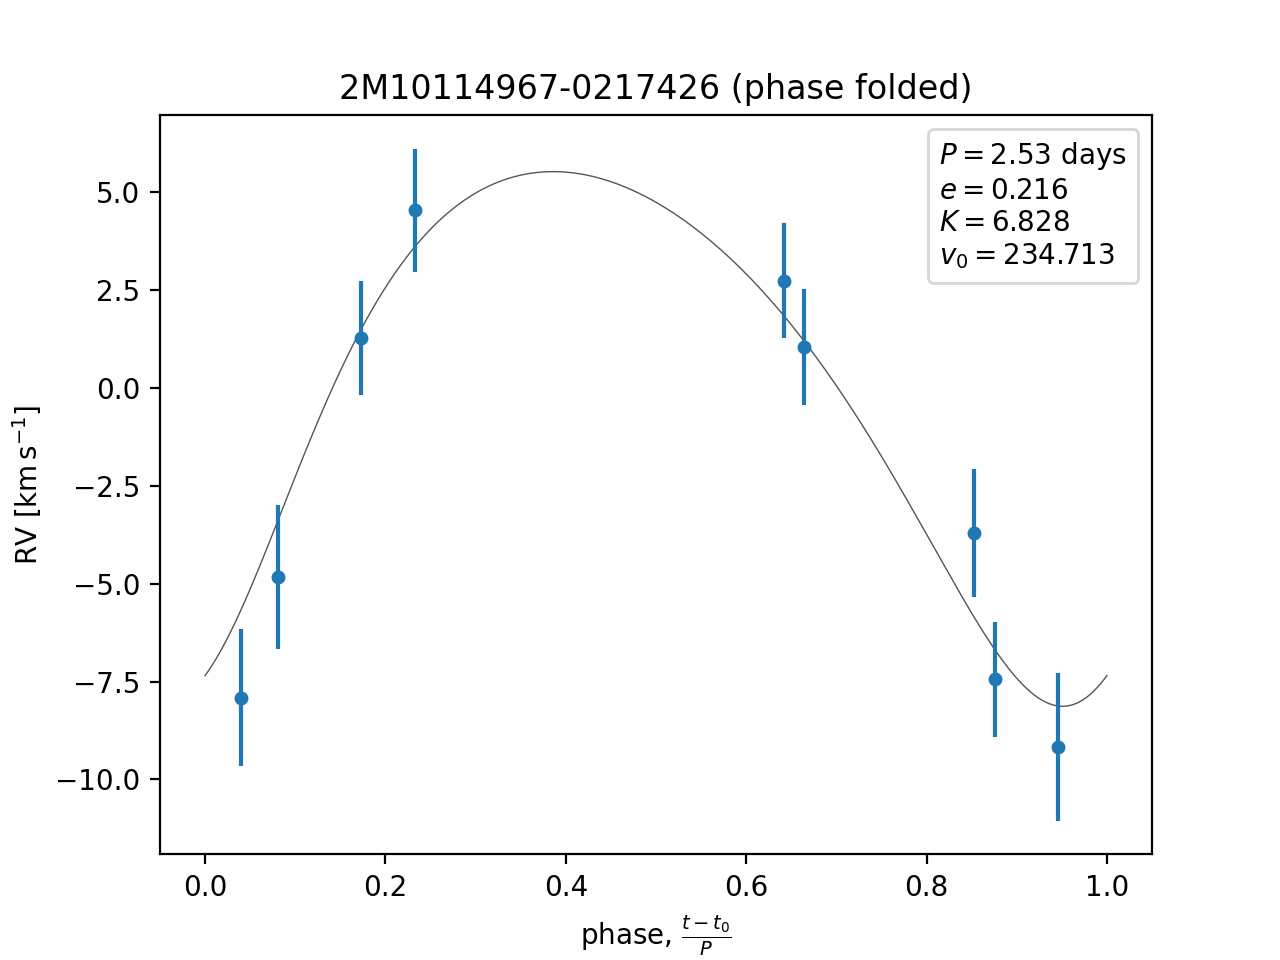 2M10114967-0217426 (phase folded)
P = 2.53 days
e = 0.216
K = 6.828
v₀ = 234.713
RV [km s⁻¹]
5.0
2.5
0.0
−2.5
−5.0
−7.5
−10.0
0.0 0.2 0.4 0.6 0.8 1.0
phase, (t − t₀)/P